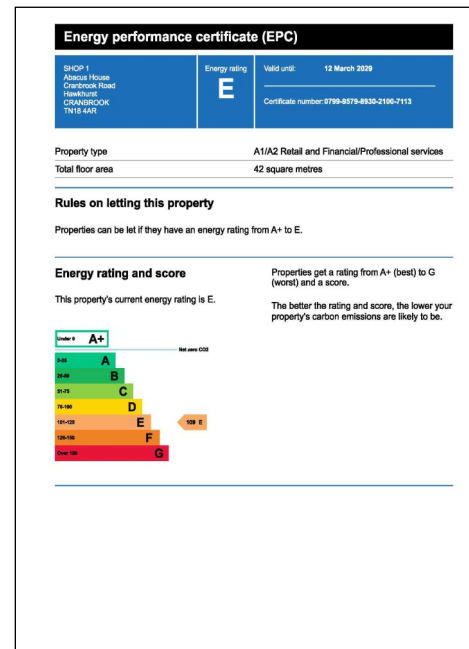 Energy performance certificate (EPC)
SHOP 1
Abacus House
Cranbrook Road
Hawkhurst
CRANBROOK
TN18 4AR
Energy rating
E
Valid until: 12 March 2029
Certificate number: 0799-9579-8930-2100-7113
Property type A1/A2 Retail and Financial/Professional services
Total floor area 42 square metres
Rules on letting this property
Properties can be let if they have an energy rating from A+ to E.
Energy rating and score
This property's current energy rating is E.
Properties get a rating from A+ (best) to G
(worst) and a score.
The better the rating and score, the lower your
property's carbon emissions are likely to be.
Under 0 A+
Net zero CO2
0-25 A
26-50 B
51-75 C
76-100 D
101-125 E
109 E
126-150 F
Over 150 G